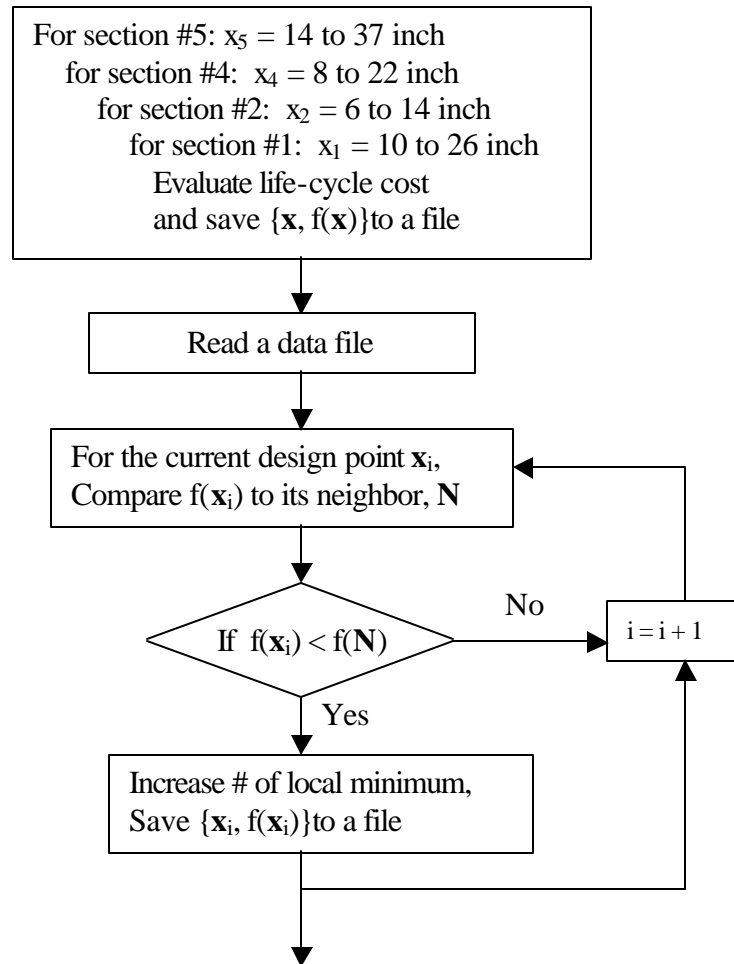 For section #5: x₅ = 14 to 37 inch
for section #4: x₄ = 8 to 22 inch
for section #2: x₂ = 6 to 14 inch
for section #1: x₁ = 10 to 26 inch
Evaluate life-cycle cost
and save {x, f(x)}to a file
Read a data file
For the current design point xᵢ,
Compare f(xᵢ) to its neighbor, N
If f(xᵢ) < f(N)
No
i = i + 1
Yes
Increase # of local minimum,
Save {xᵢ, f(xᵢ)}to a file